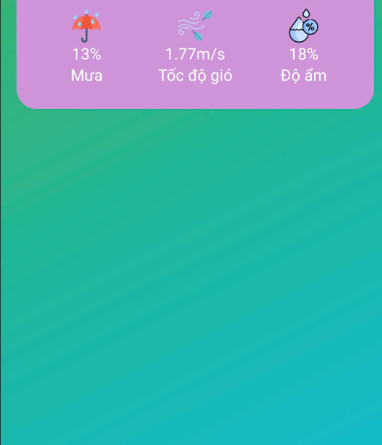 13% 1.77m/s 18%
Mưa Tốc độ gió Độ ẩm